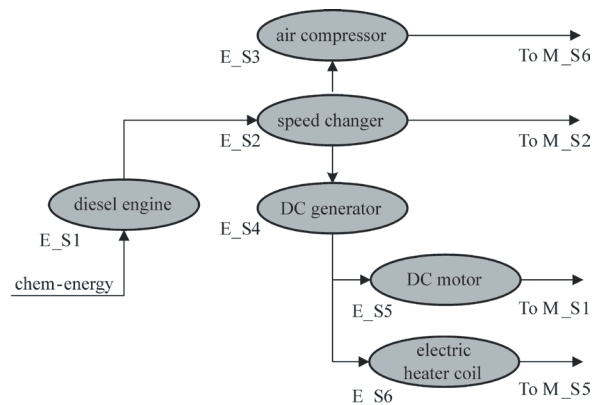 air compressor
E_S3
To M_S6
speed changer
E_S2
To M_S2
diesel engine
E_S1
DC generator
E_S4
chem-energy
DC motor
E_S5
To M_S1
electric
heater coil
E_S6
To M_S5